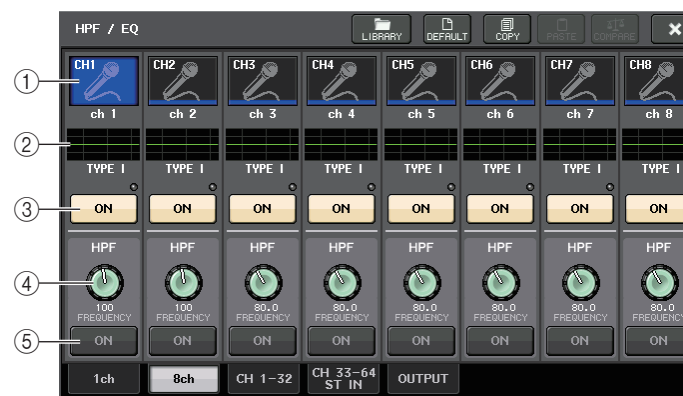 HPF / EQ
LIBRARY DEFAULT COPY PASTE COMPARE
CH1 CH2 CH3 CH4 CH5 CH6 CH7 CH8
① ch 1 ch 2 ch 3 ch 4 ch 5 ch 6 ch 7 ch 8
② TYPE I TYPE I TYPE I TYPE I TYPE I TYPE I TYPE I TYPE I
③ ON ON ON ON ON ON ON ON
HPF HPF HPF HPF HPF HPF HPF HPF
④ 100 100 80.0 80.0 80.0 80.0 80.0 80.0
FREQUENCY FREQUENCY FREQUENCY FREQUENCY FREQUENCY FREQUENCY FREQUENCY FREQUENC
⑤ ON ON ON ON ON ON ON ON
1ch 8ch CH 1-32 CH 33-64 OUTPUT
ST IN